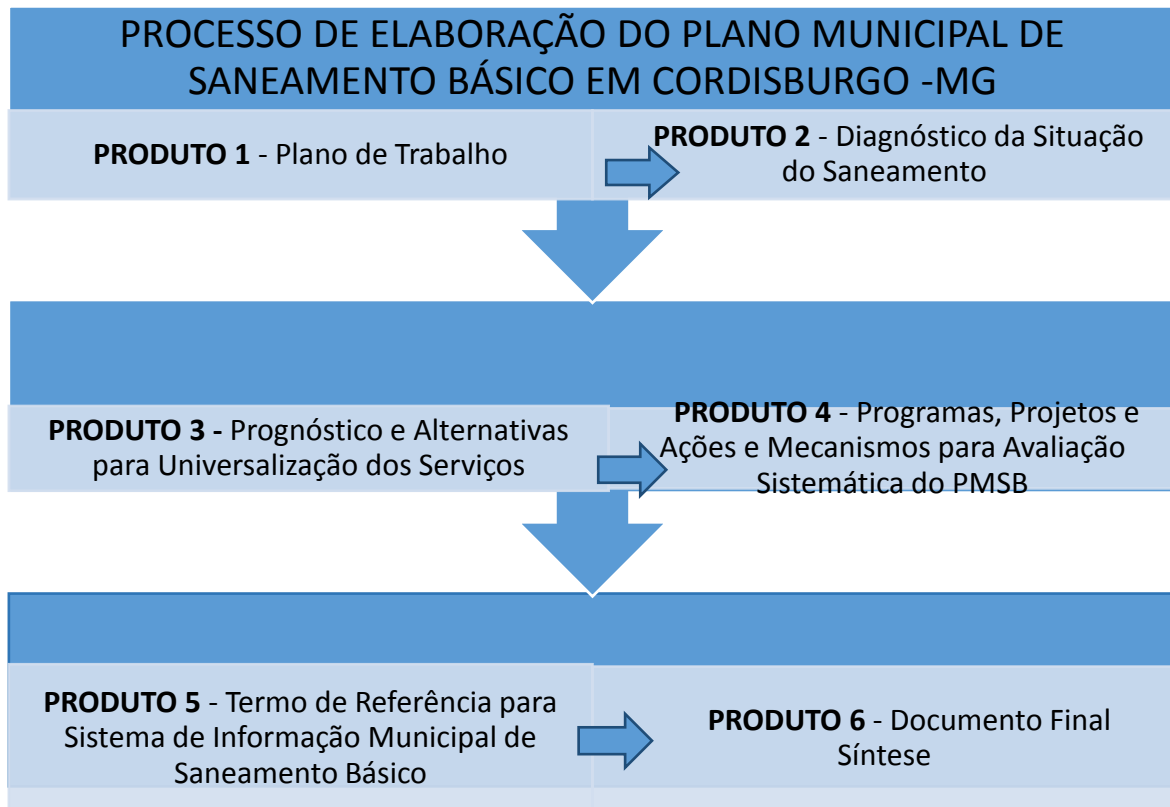 PROCESSO DE ELABORAÇÃO DO PLANO MUNICIPAL DE
SANEAMENTO BÁSICO EM CORDISBURGO -MG
PRODUTO 1 - Plano de Trabalho
PRODUTO 2 - Diagnóstico da Situação
do Saneamento
PRODUTO 3 - Prognóstico e Alternativas
para Universalização dos Serviços
PRODUTO 4 - Programas, Projetos e
Ações e Mecanismos para Avaliação
Sistemática do PMSB
PRODUTO 5 - Termo de Referência para
Sistema de Informação Municipal de
Saneamento Básico
PRODUTO 6 - Documento Final
Síntese